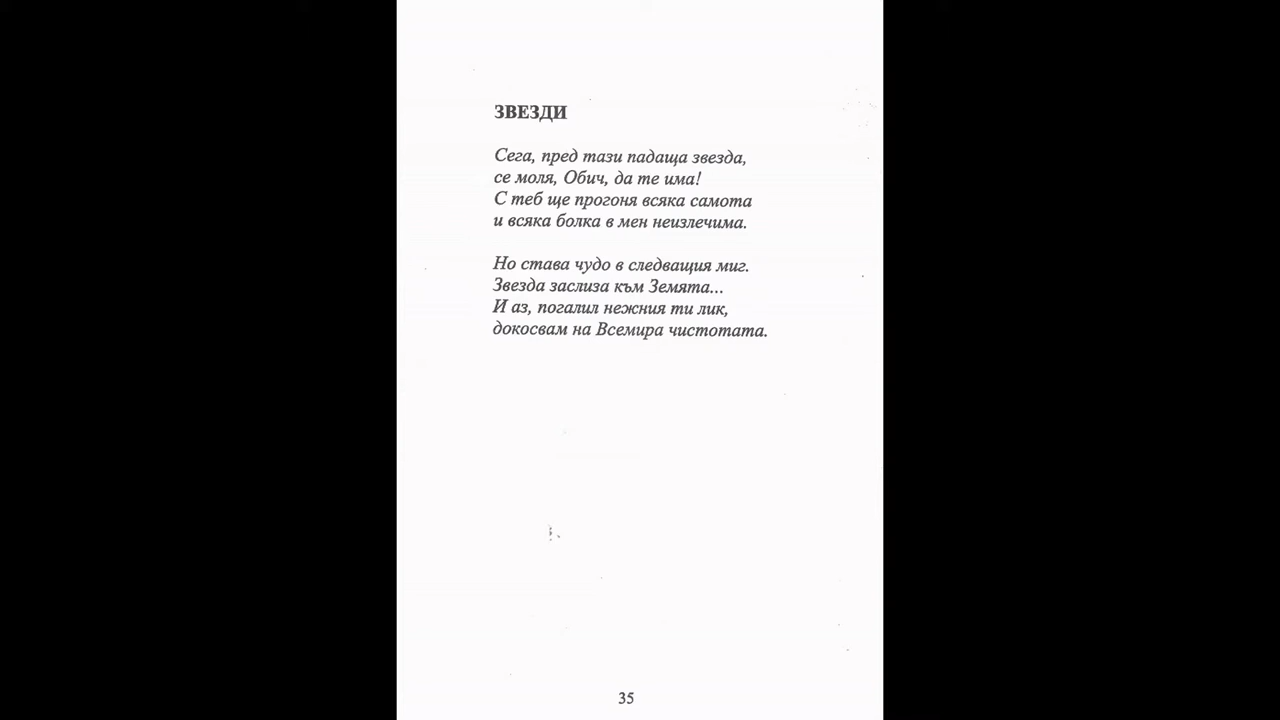 ЗВЕЗДИ
Сега, пред тази падаща звезда,
се моля, Обич, да те има!
С теб ще прогоня всяка самота
и всяка болка в мен неизлечима.
Но става чудо в следващия миг.
Звезда заслиза към Земята...
И аз, погалил нежния ти лик,
докосвам на Всемира чистотата.
35